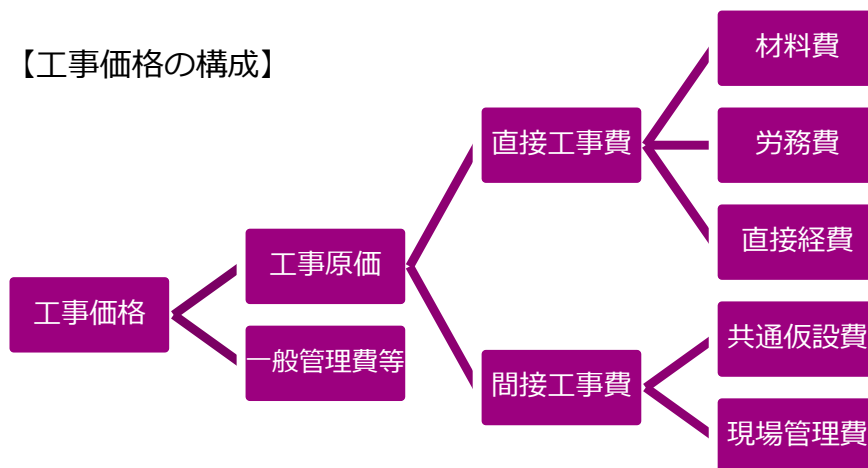 【工事価格の構成】
工事価格
工事原価
一般管理費等
直接工事費
間接工事費
材料費
労務費
直接経費
共通仮設費
現場管理費